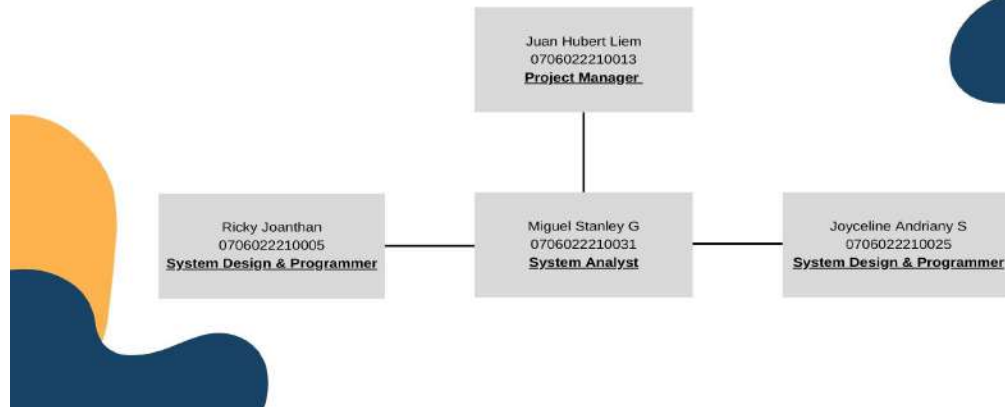 Juan Hubert Liem
0706022210013
Project Manager
Ricky Joanthan
0706022210005
System Design & Programmer
Miguel Stanley G
0706022210031
System Analyst
Joyceline Andriany S
0706022210025
System Design & Programmer